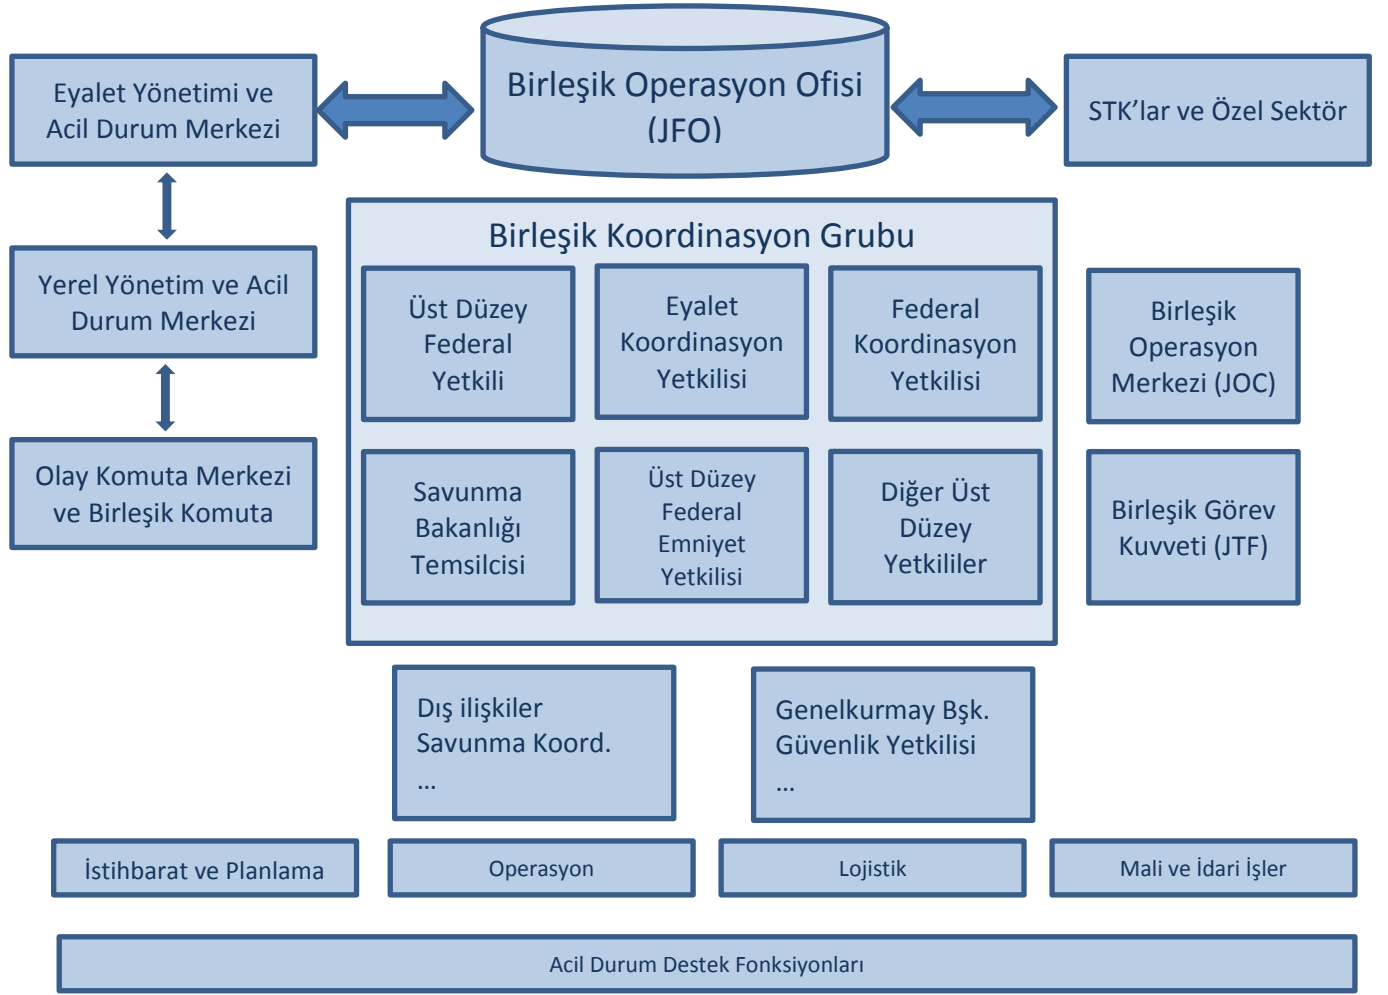 Eyalet Yönetimi ve
Acil Durum Merkezi
Birleşik Operasyon Ofisi
(JFO)
STK’lar ve Özel Sektör
Yerel Yönetim ve Acil
Durum Merkezi
Olay Komuta Merkezi
ve Birleşik Komuta
Birleşik Koordinasyon Grubu
Üst Düzey
Federal
Yetkili
Eyalet
Koordinasyon
Yetkilisi
Federal
Koordinasyon
Yetkilisi
Savunma
Bakanlığı
Temsilcisi
Üst Düzey
Federal
Emniyet
Yetkilisi
Diğer Üst
Düzey
Yetkililer
Birleşik
Operasyon
Merkezi (JOC)
Birleşik Görev
Kuvveti (JTF)
Dış ilişkiler
Savunma Koord.
...
Genelkurmay Bşk.
Güvenlik Yetkilisi
...
İstihbarat ve Planlama
Operasyon
Lojistik
Mali ve İdari İşler
Acil Durum Destek Fonksiyonları